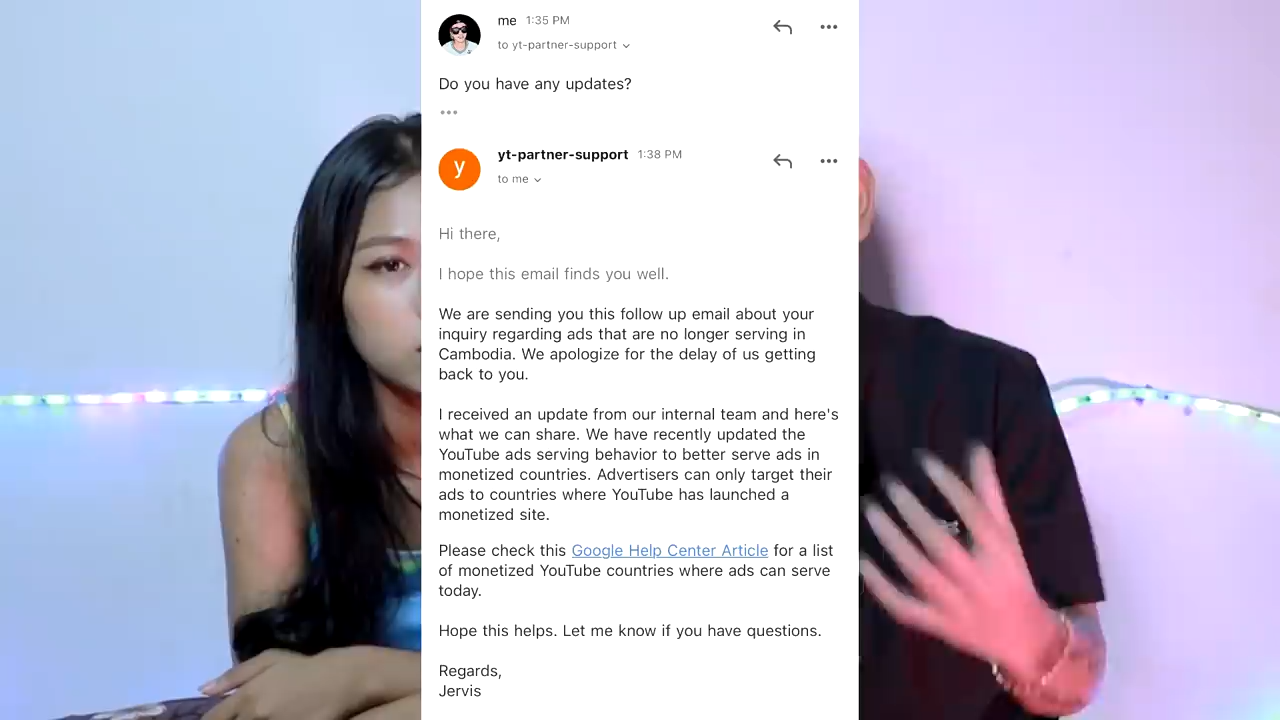 me 1:35 PM
to yt-partner-support
Do you have any updates?
y
yt-partner-support 1:38 PM
to me
Hi there,
I hope this email finds you well.
We are sending you this follow up email about your
inquiry regarding ads that are no longer serving in
Cambodia. We apologize for the delay of us getting
back to you.
I received an update from our internal team and here's
what we can share. We have recently updated the
YouTube ads serving behavior to better serve ads in
monetized countries. Advertisers can only target their
ads to countries where YouTube has launched a
monetized site.
Please check this Google Help Center Article for a list
of monetized YouTube countries where ads can serve
today.
Hope this helps. Let me know if you have questions.
Regards,
Jervis